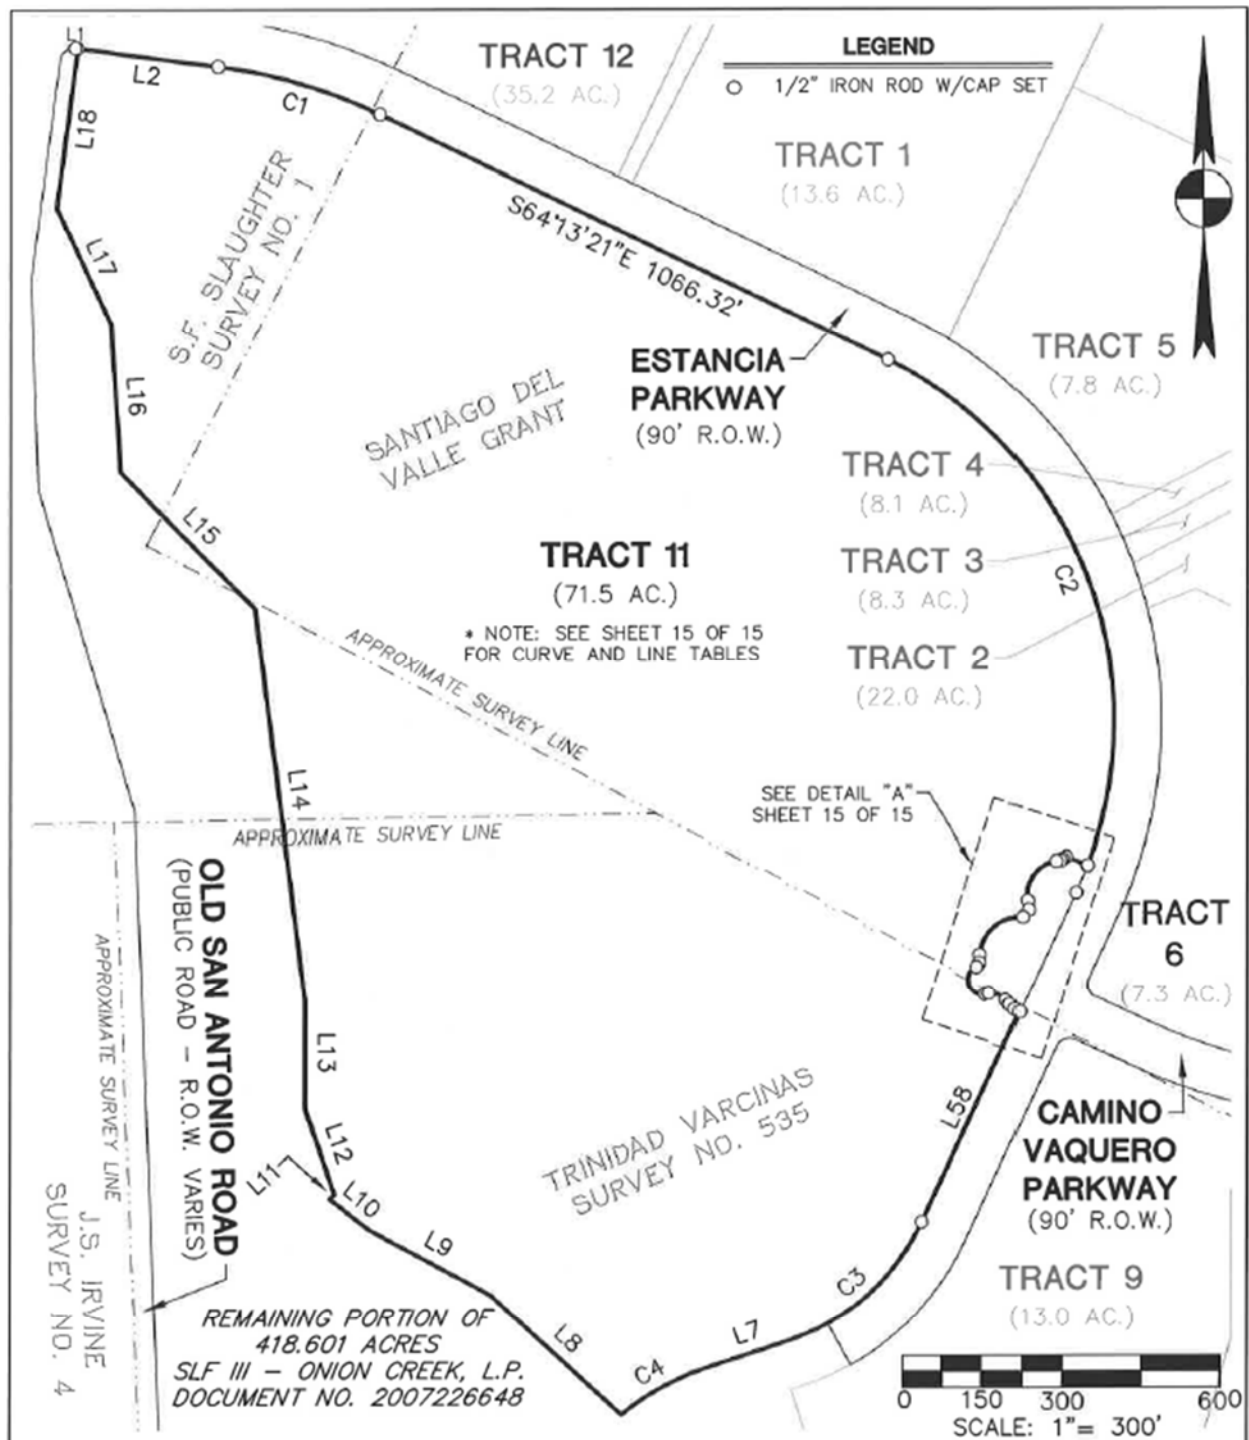 LEGEND
1/2" IRON ROD W/CAP SET
L1
L2
C1
L18
TRACT 12
(35.2 AC.)
TRACT 1
(13.6 AC.)
S.F. SLAUGHTER
SURVEY NO. 1
S64°13'21"E 1066.32'
L17
L16
ESTANCIA
PARKWAY
(90' R.O.W.)
TRACT 5
(7.8 AC.)
SANTIAGO DEL
VALLE GRANT
TRACT 4
(8.1 AC.)
L15
TRACT 11
(71.5 AC.)
* NOTE: SEE SHEET 15 OF 15
FOR CURVE AND LINE TABLES
TRACT 3
(8.3 AC.)
C2
TRACT 2
(22.0 AC.)
APPROXIMATE SURVEY LINE
L14
APPROXIMATE SURVEY LINE
SEE DETAIL "A"
SHEET 15 OF 15
OLD SAN ANTONIO ROAD
(PUBLIC ROAD - R.O.W. VARIES)
APPROXIMATE SURVEY LINE
TRACT
6
(7.3 AC.)
L13
L58
TRINIDAD VARCINAS
SURVEY NO. 535
CAMINO
VAQUERO
PARKWAY
(90' R.O.W.)
L12
L11
L10
L9
J.S. IRVINE
SURVEY NO. 4
C3
TRACT 9
(13.0 AC.)
REMAINING PORTION OF
418.601 ACRES
SLF III - ONION CREEK, L.P.
DOCUMENT NO. 2007226648
L8
L7
C4
0 150 300 600
SCALE: 1"= 300'